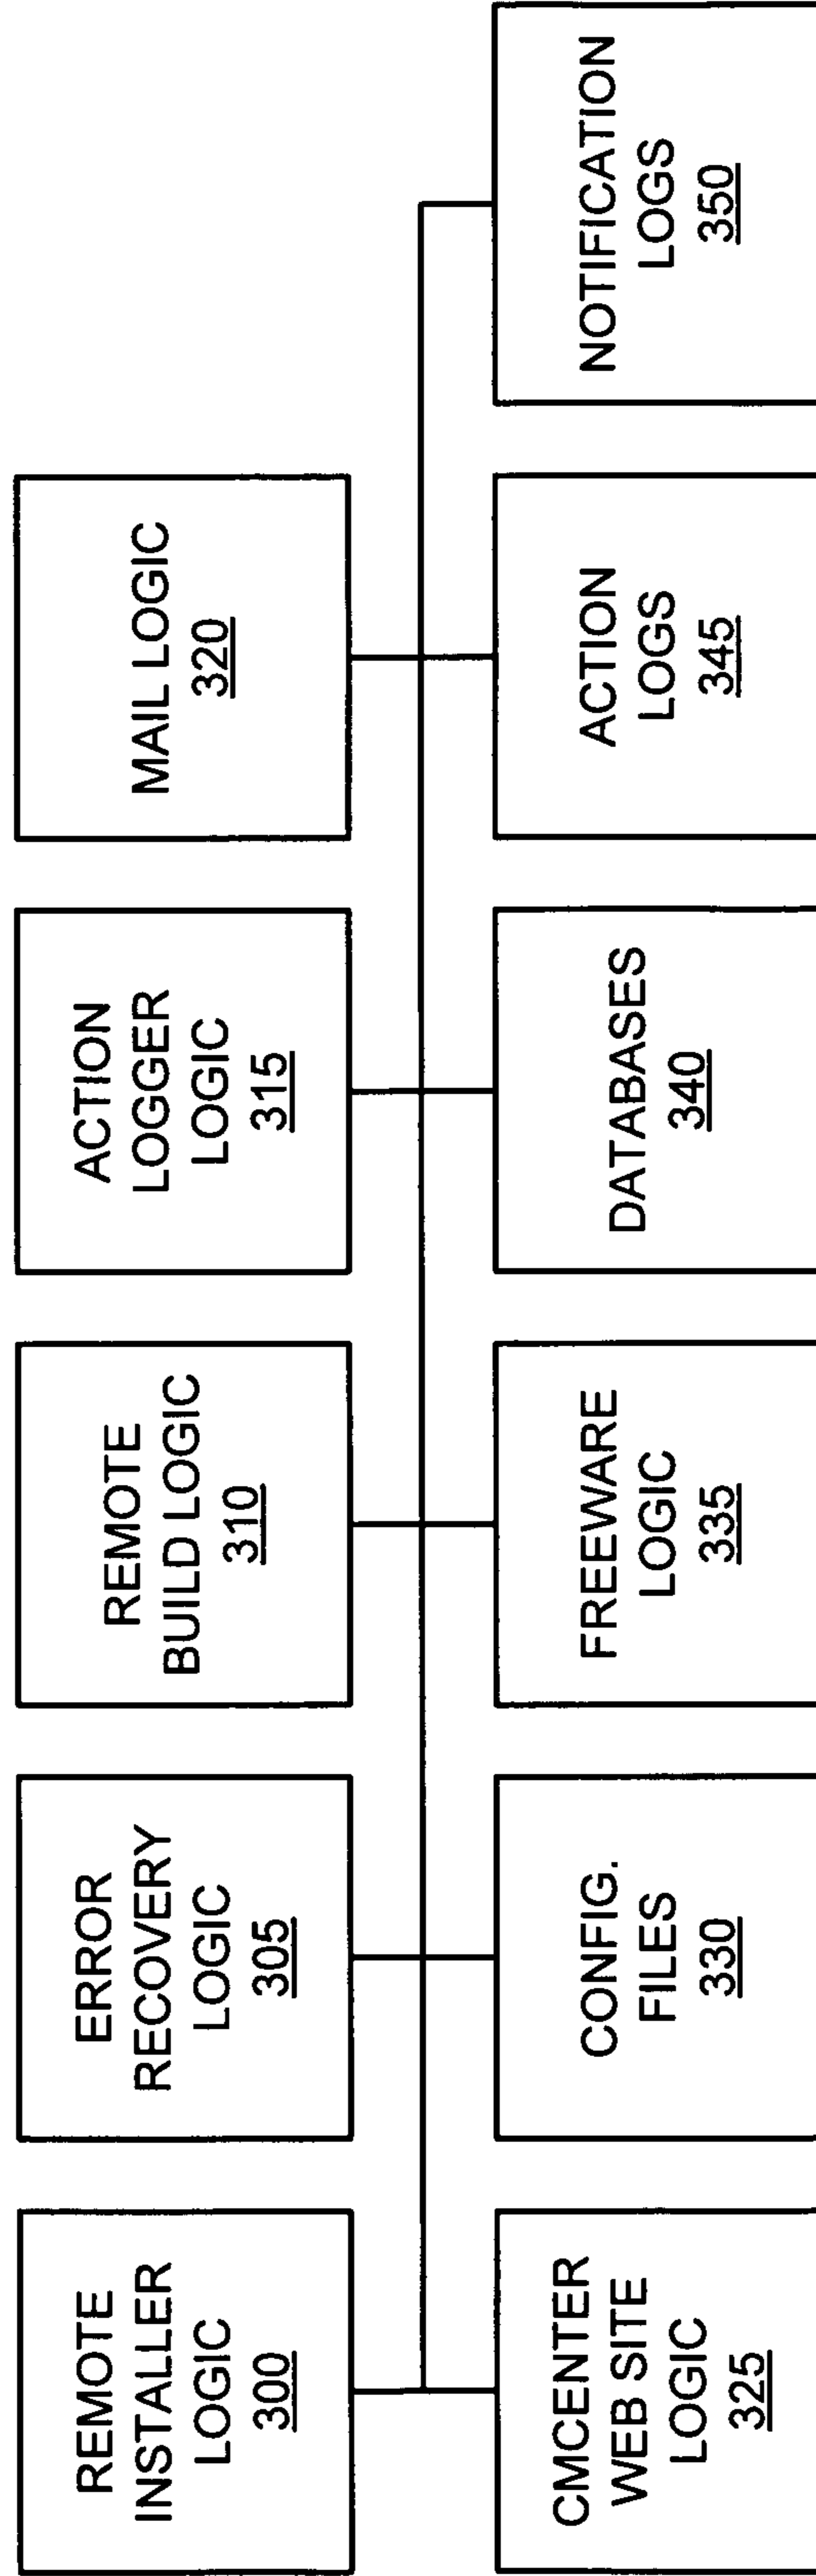 REMOTE
INSTALLER
LOGIC
300
ERROR
RECOVERY
LOGIC
305
REMOTE
BUILD LOGIC
310
ACTION
LOGGER
LOGIC
315
MAIL LOGIC
320
CMCENTER
WEB SITE
LOGIC
325
CONFIG.
FILES
330
FREEWARE
LOGIC
335
DATABASES
340
ACTION
LOGS
345
NOTIFICATION
LOGS
350